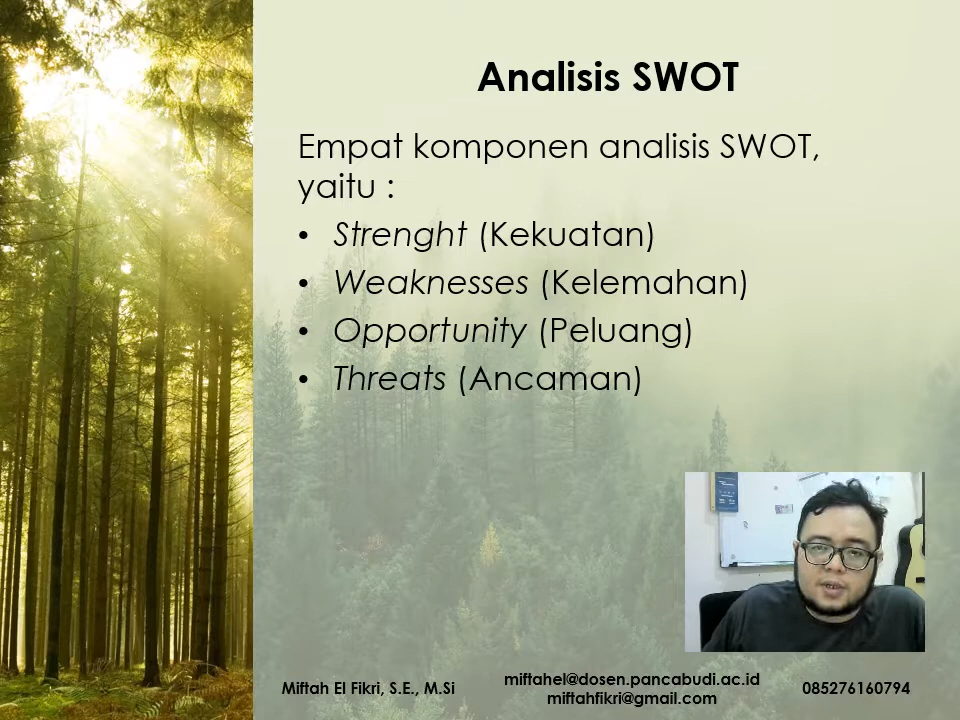 Analisis SWOT
Empat komponen analisis SWOT,
yaitu :
• Strenght (Kekuatan)
• Weaknesses (Kelemahan)
• Opportunity (Peluang)
• Threats (Ancaman)
Miftah El Fikri, S.E., M.Si
miftahel@dosen.pancabudi.ac.id
miftahfikri@gmail.com
085276160794